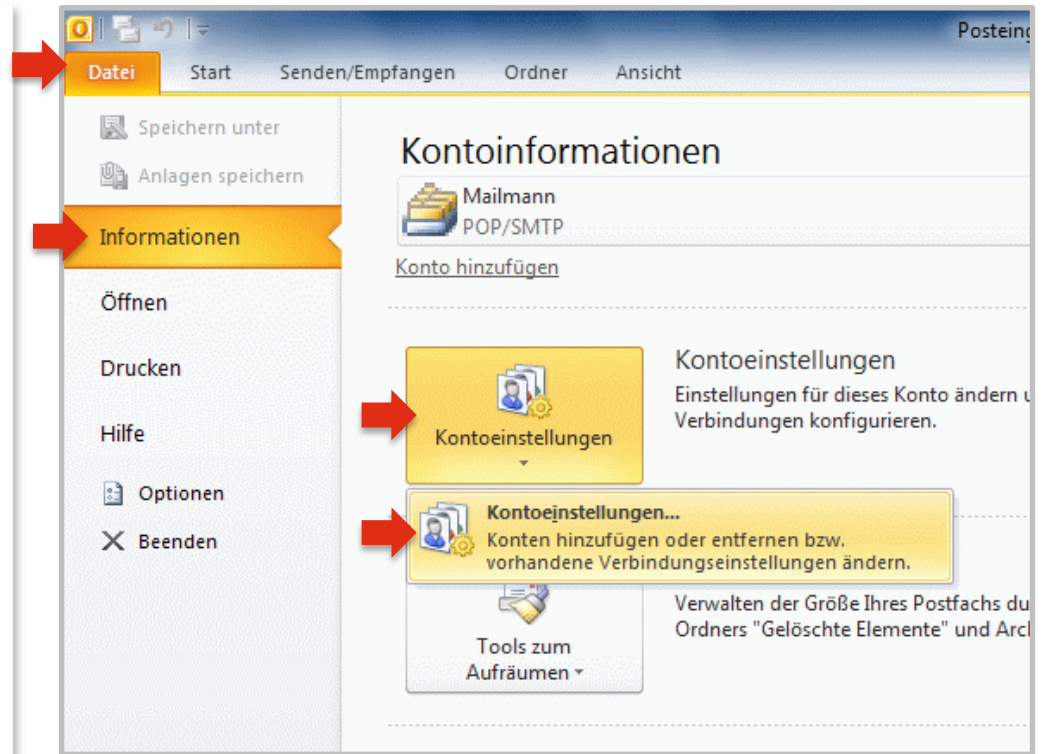 Posteing
Datei Start Senden/Empfangen Ordner Ansicht
Speichern unter
Anlagen speichern
Informationen
Öffnen
Drucken
Hilfe
Optionen
Beenden
Kontoinformationen
Mailmann
POP/SMTP
Konto hinzufügen
Kontoeinstellungen
Kontoeinstellungen
Einstellungen für dieses Konto ändern u
Verbindungen konfigurieren.
Kontoeinstellungen...
Konten hinzufügen oder entfernen bzw.
vorhandene Verbindungseinstellungen ändern.
Tools zum
Aufräumen
Verwalten der Größe Ihres Postfachs du
Ordners "Gelöschte Elemente" und Arcl